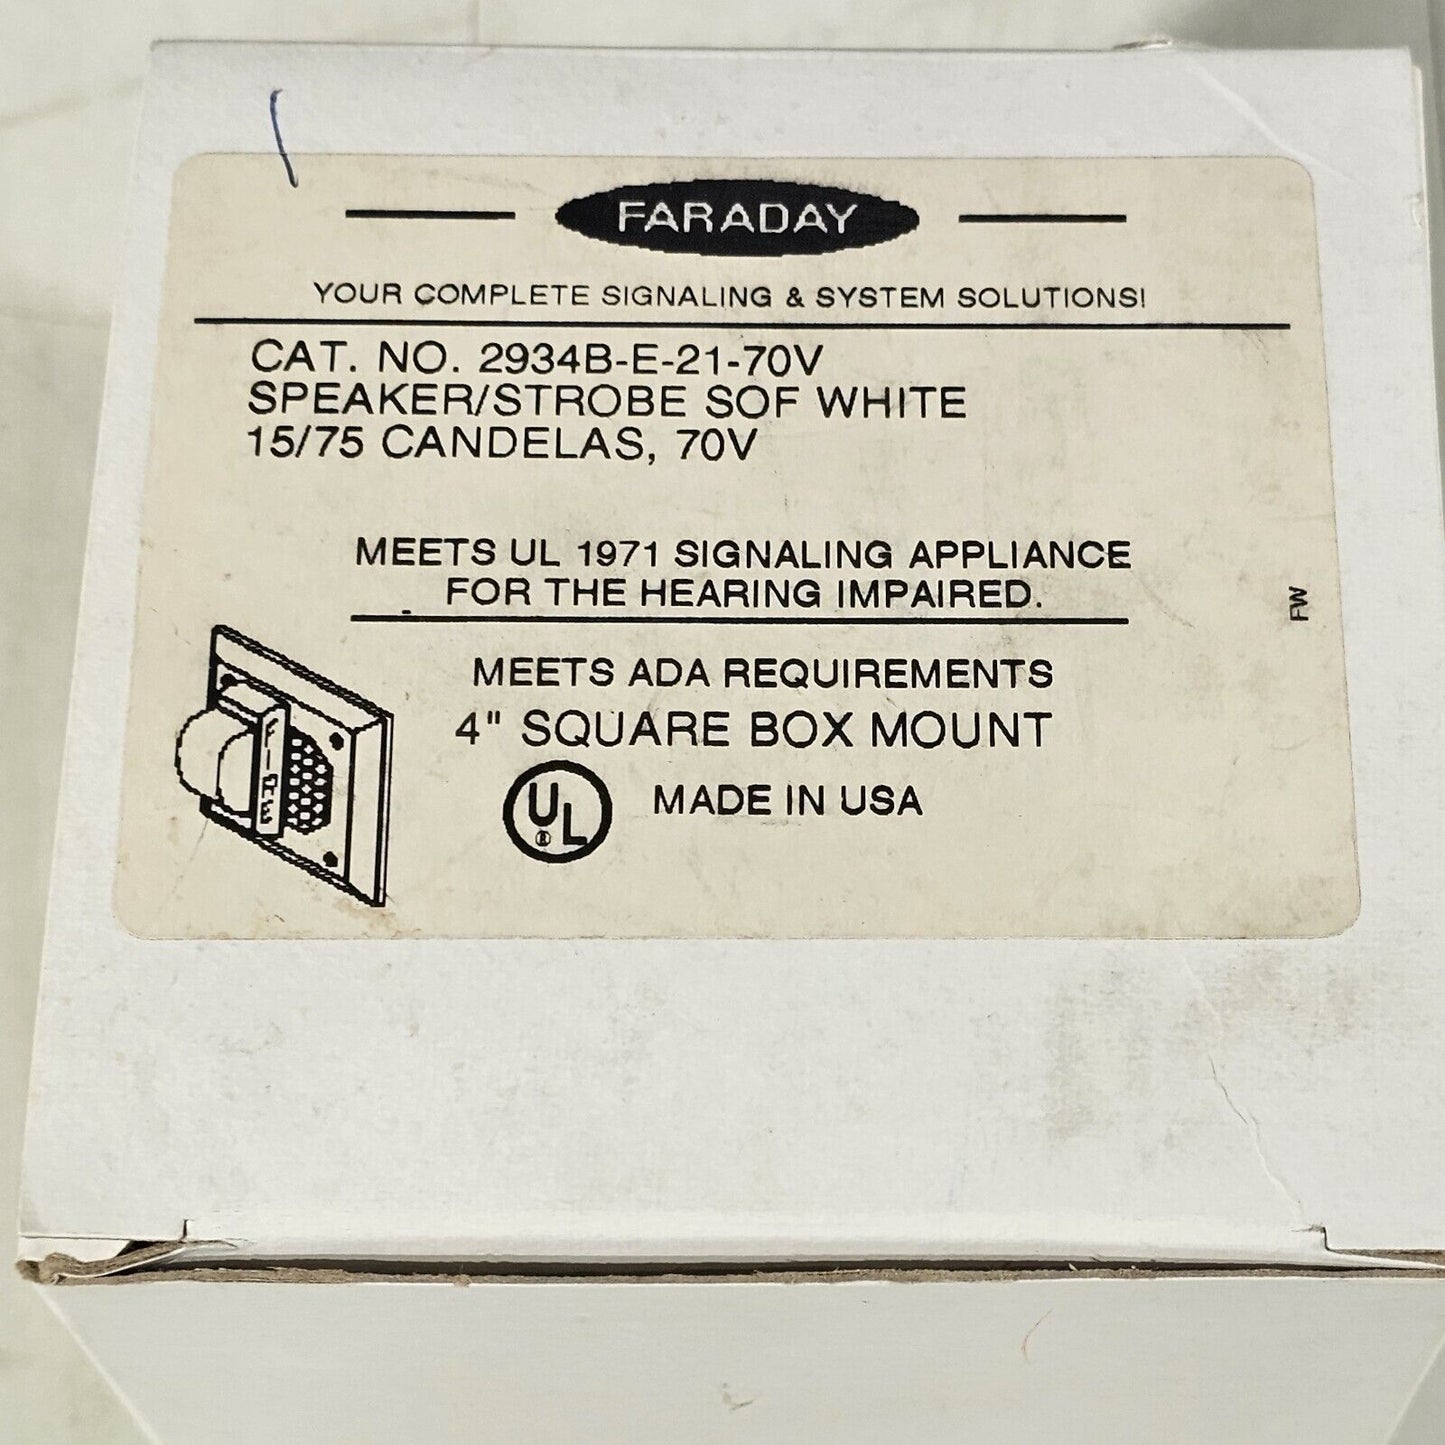 FARADAY
YOUR COMPLETE SIGNALING & SYSTEM SOLUTIONS!
CAT. NO. 2934B-E-21-70V
SPEAKER/STROBE SOF WHITE
15/75 CANDELAS, 70V
MEETS UL 1971 SIGNALING APPLIANCE
FOR THE HEARING IMPAIRED.
FW
MEETS ADA REQUIREMENTS
4" SQUARE BOX MOUNT
FIRE
UL ® MADE IN USA